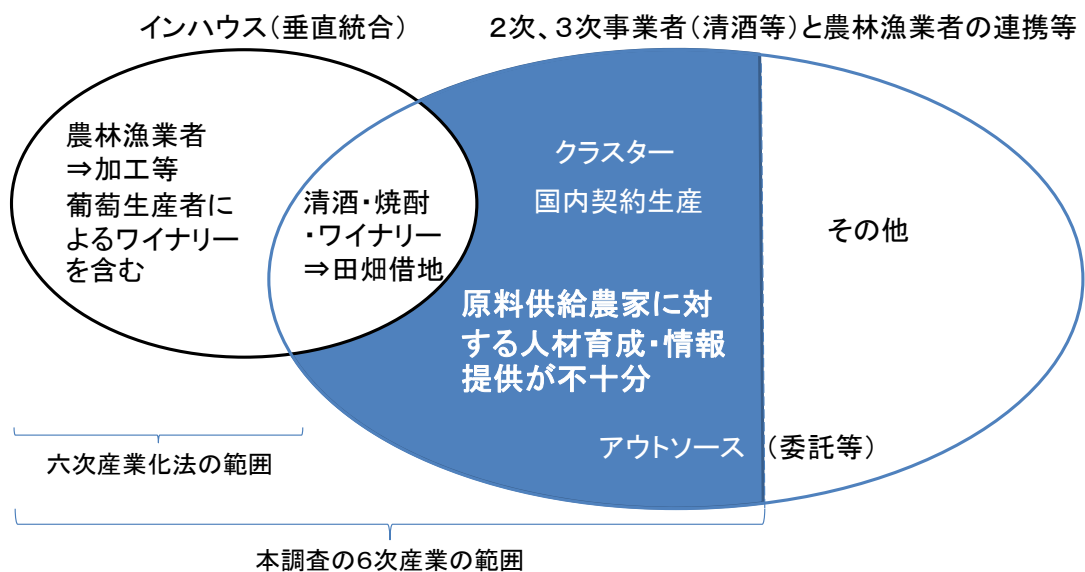 インハウス(垂直統合)
2次、3次事業者(清酒等)と農林漁業者の連携等
農林漁業者
⇒加工等
葡萄生産者に
よるワイナリー
を含む
清酒・焼酎
・ワイナリー
⇒田畑借地
クラスター
国内契約生産
原料供給農家に対
する人材育成・情報
提供が不十分
アウトソース (委託等)
その他
六次産業化法の範囲
本調査の6次産業の範囲